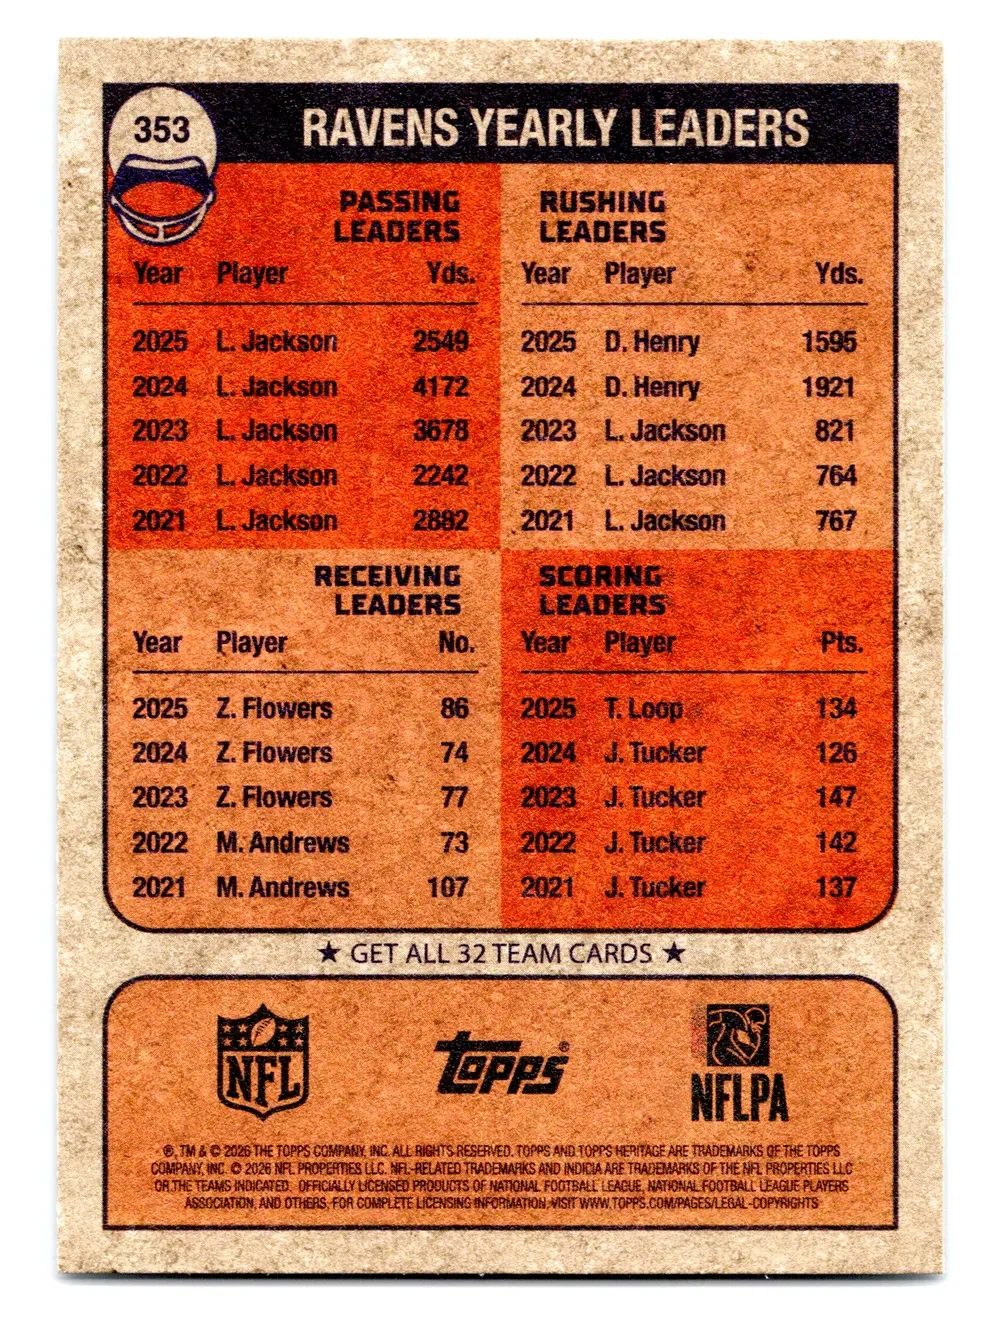 353
RAVENS YEARLY LEADERS
PASSING
LEADERS
Year Player Yds.
2025 L. Jackson 2549
2024 L. Jackson 4172
2023 L. Jackson 3678
2022 L. Jackson 2242
2021 L. Jackson 2882
RUSHING
LEADERS
Year Player Yds.
2025 D. Henry 1595
2024 D. Henry 1921
2023 L. Jackson 821
2022 L. Jackson 764
2021 L. Jackson 767
RECEIVING
LEADERS
Year Player No.
2025 Z. Flowers 86
2024 Z. Flowers 74
2023 Z. Flowers 77
2022 M. Andrews 73
2021 M. Andrews 107
SCORING
LEADERS
Year Player Pts.
2025 T. Loop 134
2024 J. Tucker 126
2023 J. Tucker 147
2022 J. Tucker 142
2021 J. Tucker 137
★ GET ALL 32 TEAM CARDS ★
NFL
Topps®
NFLPA
®, TM & © 2026 THE TOPPS COMPANY, INC. ALL RIGHTS RESERVED. TOPPS AND TOPPS HERITAGE ARE TRADEMARKS OF THE TOPPS
COMPANY, INC. © 2026 NFL PROPERTIES LLC. NFL-RELATED TRADEMARKS AND INDICIA ARE TRADEMARKS OF THE NFL PROPERTIES LLC
OR THE TEAMS INDICATED. OFFICIALLY LICENSED PRODUCTS OF NATIONAL FOOTBALL LEAGUE, NATIONAL FOOTBALL LEAGUE PLAYERS
ASSOCIATION, AND OTHERS, FOR COMPLETE LICENSING INFORMATION, VISIT WWW.TOPPS.COM/PAGES/LEGAL-COPYRIGHTS